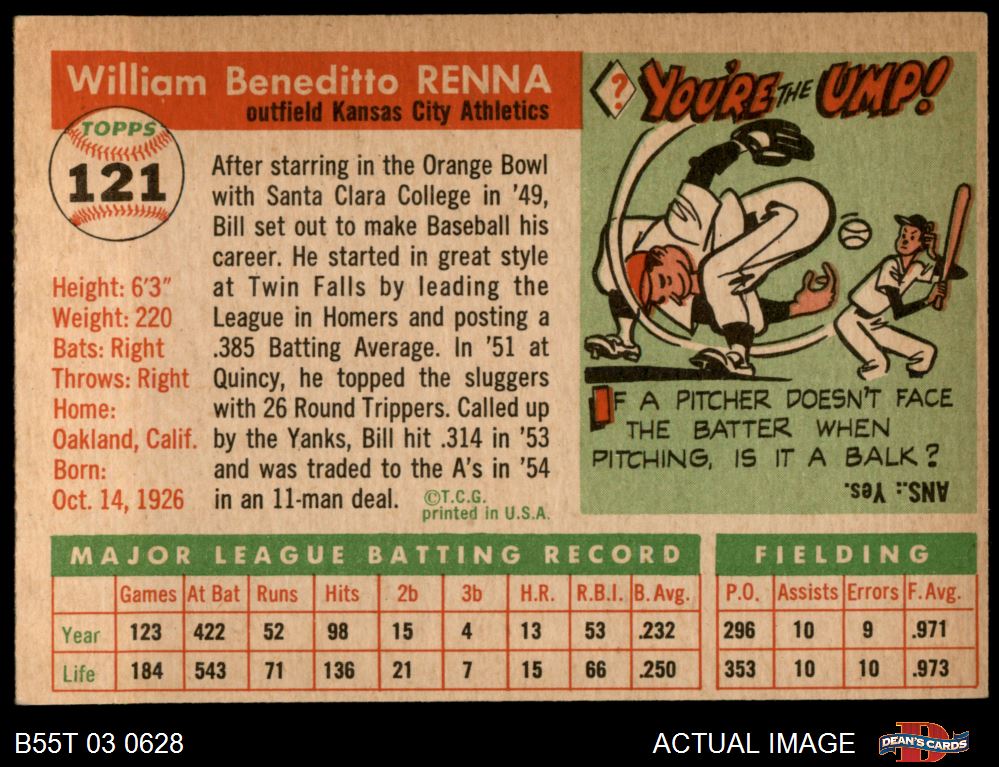 William Beneditto RENNA
outfield Kansas City Athletics
TOPPS
121
Height: 6'3"
Weight: 220
Bats: Right
Throws: Right
Home:
Oakland, Calif.
Born:
Oct. 14, 1926
After starring in the Orange Bowl
with Santa Clara College in '49,
Bill set out to make Baseball his
career. He started in great style
at Twin Falls by leading the
League in Homers and posting a
.385 Batting Average. In '51 at
Quincy, he topped the sluggers
with 26 Round Trippers. Called up
by the Yanks, Bill hit .314 in '53
and was traded to the A's in '54
in an 11-man deal.
©T.C.G.
printed in U.S.A.
? YOU'RE THE UMP!
IF A PITCHER DOESN'T FACE
THE BATTER WHEN
PITCHING, IS IT A BALK?
ANS.: Yes.
MAJOR LEAGUE BATTING RECORD
Games At Bat Runs Hits 2b 3b H.R. R.B.I. B. Avg.
Year 123 422 52 98 15 4 13 53 .232
Life 184 543 71 136 21 7 15 66 .250
FIELDING
P.O. Assists Errors F. Avg.
296 10 9 .971
353 10 10 .973
B55T 03 0628
ACTUAL IMAGE
DEAN'S CARDS